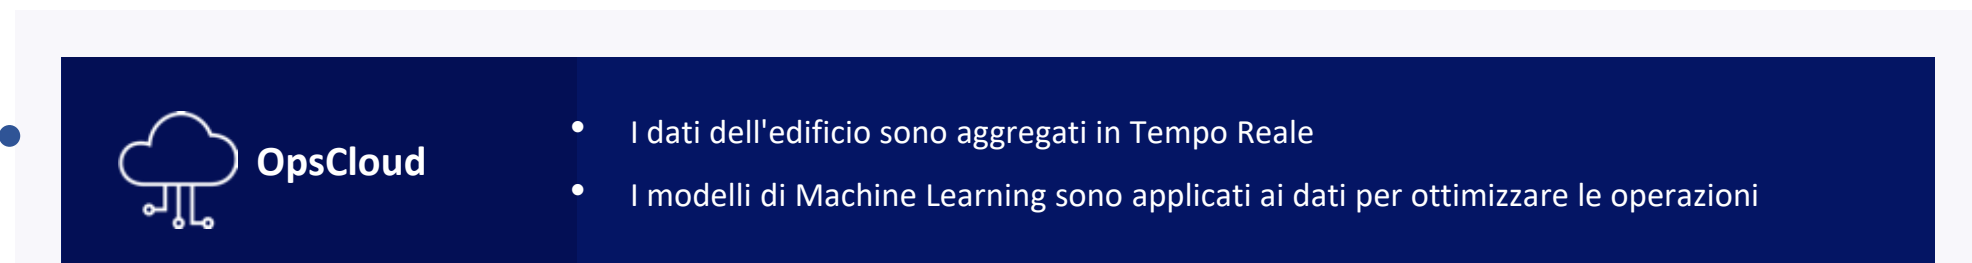 OpsCloud
• I dati dell'edificio sono aggregati in Tempo Reale
• I modelli di Machine Learning sono applicati ai dati per ottimizzare le operazioni